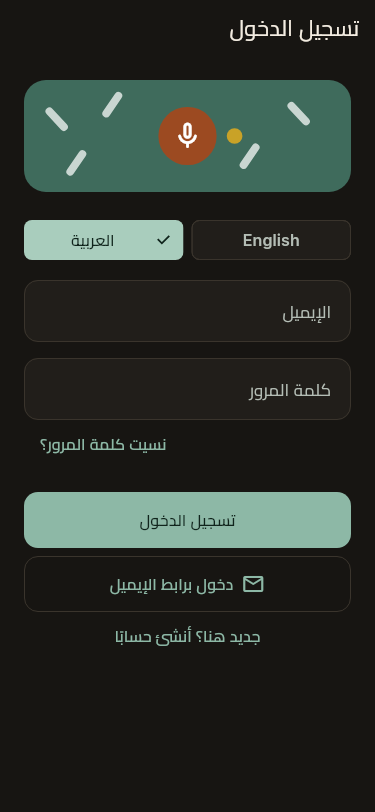 تسجيل الدخول
English
العربية
الإيميل
كلمة المرور
نسيت كلمة المرور؟
تسجيل الدخول
دخول برابط الإيميل
جديد هنا؟ أنشئ حسابًا